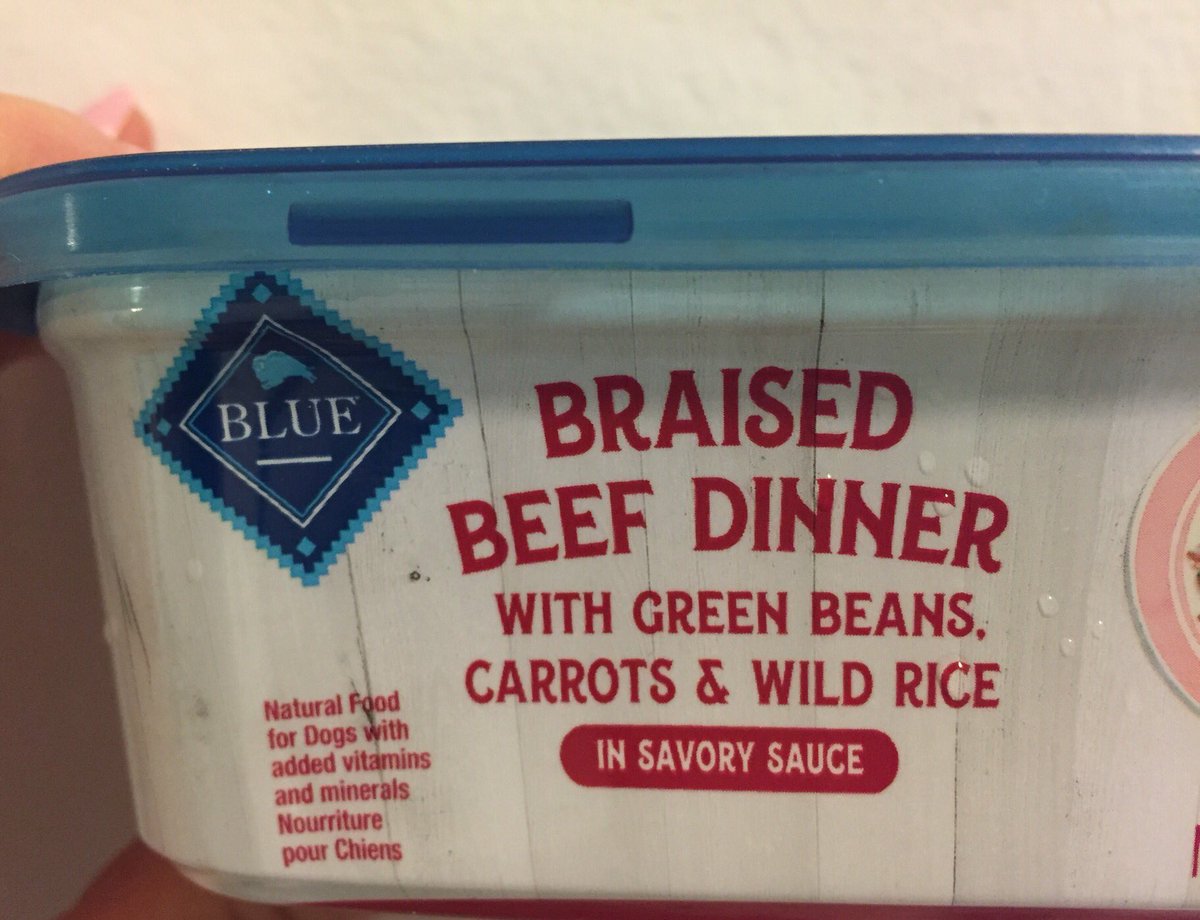 BLUE
BRAISED
BEEF DINNER
WITH GREEN BEANS,
CARROTS & WILD RICE
IN SAVORY SAUCE
Natural Food
for Dogs with
added vitamins
and minerals
Nourriture
pour Chiens